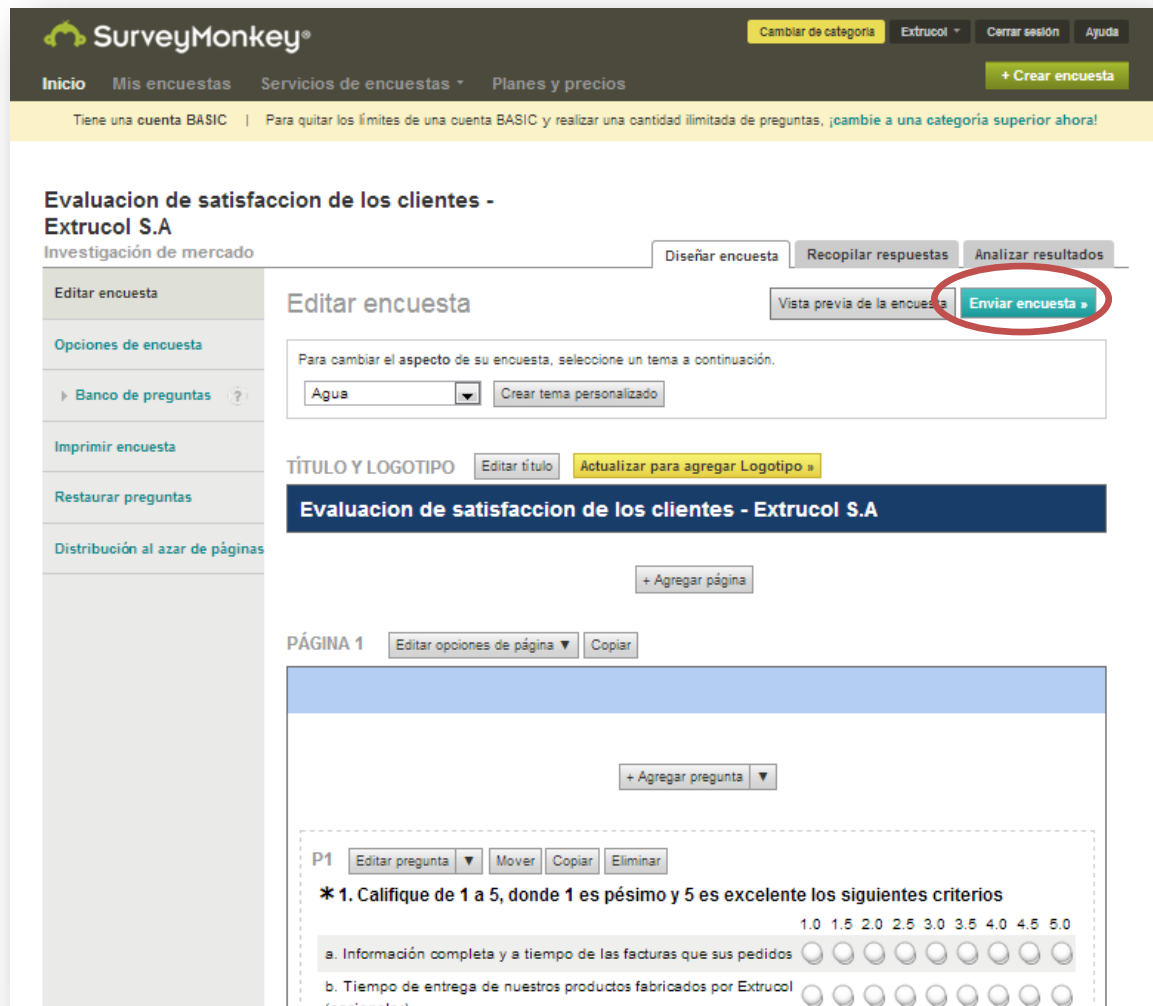 SurveyMonkey®
Cambiar de categoría Extrucol Cerrar sesión Ayuda
Inicio Mis encuestas Servicios de encuestas Planes y precios + Crear encuesta
Tiene una cuenta BASIC | Para quitar los límites de una cuenta BASIC y realizar una cantidad ilimitada de preguntas, ¡cambie a una categoría superior ahora!
Evaluacion de satisfaccion de los clientes -
Extrucol S.A
Investigación de mercado
Diseñar encuesta Recopilar respuestas Analizar resultados
Editar encuesta
Opciones de encuesta
Banco de preguntas ?
Imprimir encuesta
Restaurar preguntas
Distribución al azar de páginas
Editar encuesta Vista previa de la encuesta Enviar encuesta »
Para cambiar el aspecto de su encuesta, seleccione un tema a continuación.
Agua Crear tema personalizado
TÍTULO Y LOGOTIPO Editar título Actualizar para agregar Logotipo »
Evaluacion de satisfaccion de los clientes - Extrucol S.A
+ Agregar página
PÁGINA 1 Editar opciones de página ▼ Copiar
+ Agregar pregunta ▼
P1 Editar pregunta ▼ Mover Copiar Eliminar
* 1. Califique de 1 a 5, donde 1 es pésimo y 5 es excelente los siguientes criterios
1.0 1.5 2.0 2.5 3.0 3.5 4.0 4.5 5.0
a. Información completa y a tiempo de las facturas que sus pedidos
b. Tiempo de entrega de nuestros productos fabricados por Extrucol